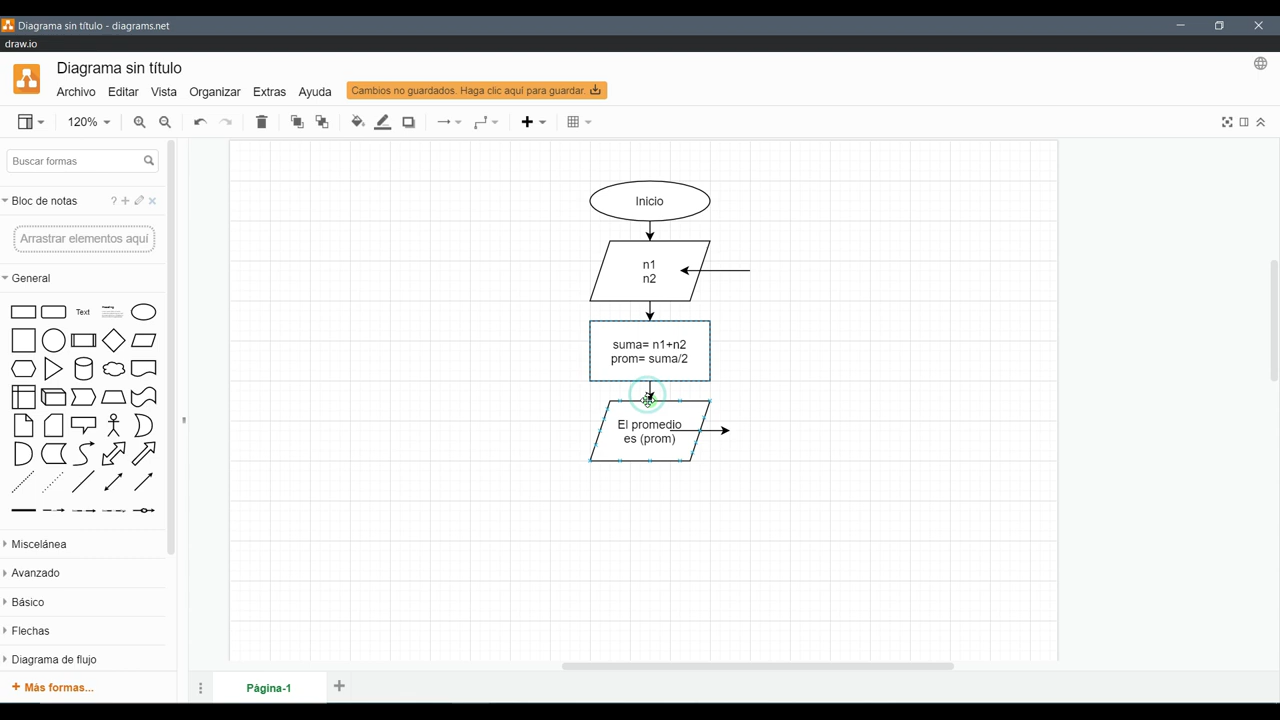 Diagrama sin título - diagrams.net
draw.io
Diagrama sin título
Archivo Editar Vista Organizar Extras Ayuda Cambios no guardados. Haga clic aquí para guardar.
120%
Buscar formas
Bloc de notas ?
Arrastrar elementos aquí
General
Text
Misceláнea
Avanzado
Básico
Flechas
Diagrama de flujo
+ Más formas...
Inicio
n1
n2
suma= n1+n2
prom= suma/2
El promedio
es (prom)
Página-1